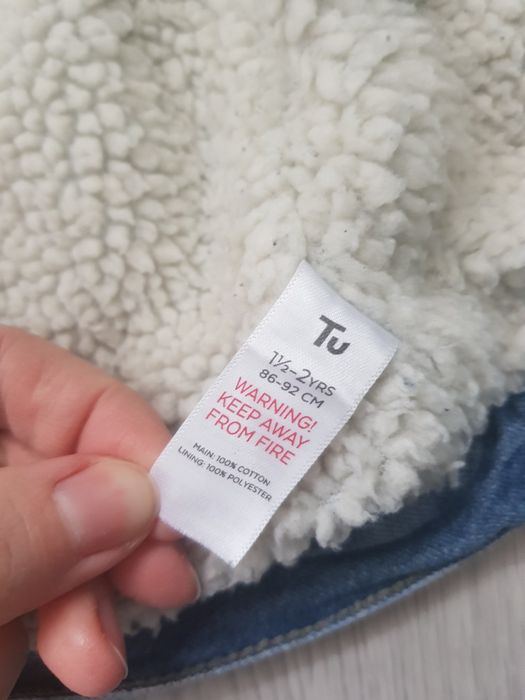 Tu
1½-2YRS
86-92 CM
WARNING!
KEEP AWAY
FROM FIRE
MAIN: 100% COTTON
LINING: 100% POLYESTER